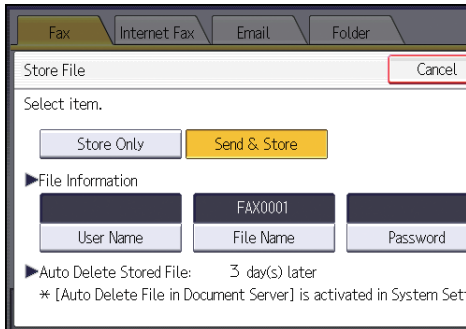 Fax Internet Fax Email Folder
Store File Cancel
Select item.
Store Only Send & Store
►File Information
FAX0001
User Name File Name Password
►Auto Delete Stored File: 3 day(s) later
* [Auto Delete File in Document Server] is activated in System